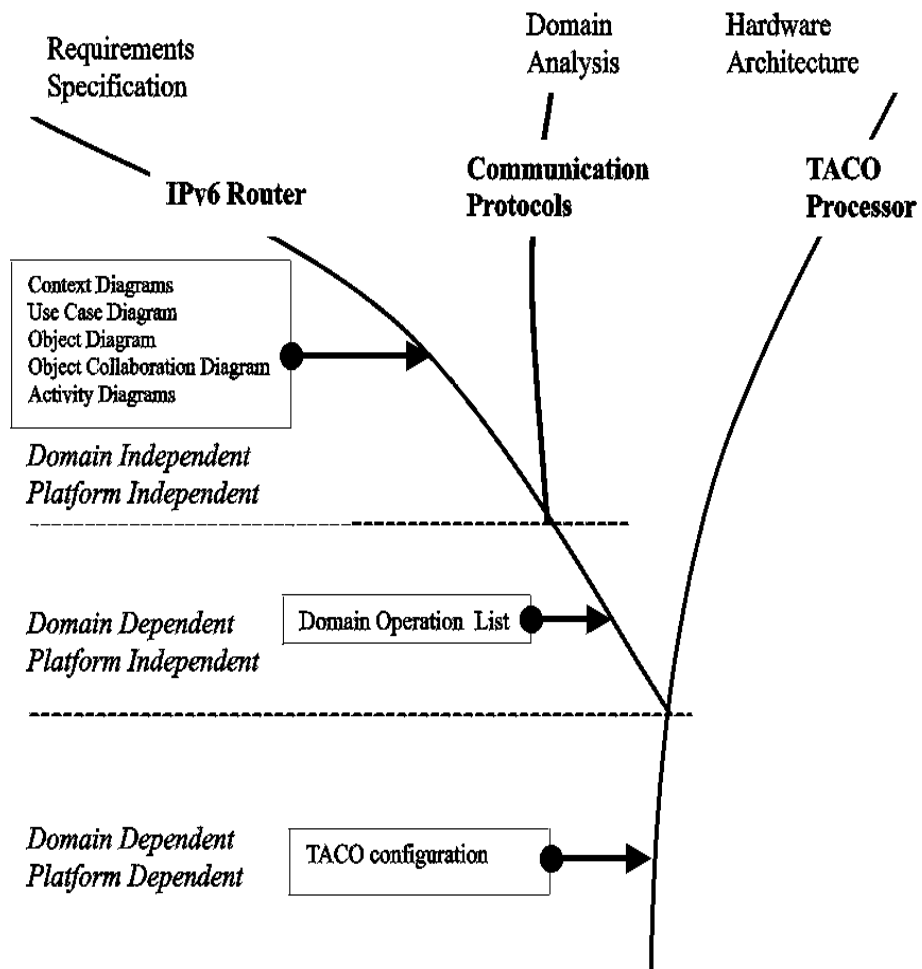 Requirements
Specification
Domain
Analysis
Hardware
Architecture
IPv6 Router
Communication
Protocols
TACO
Processor
Context Diagrams
Use Case Diagram
Object Diagram
Object Collaboration Diagram
Activity Diagrams
Domain Independent
Platform Independent
Domain Dependent
Platform Independent
Domain Operation List
Domain Dependent
Platform Dependent
TACO configuration